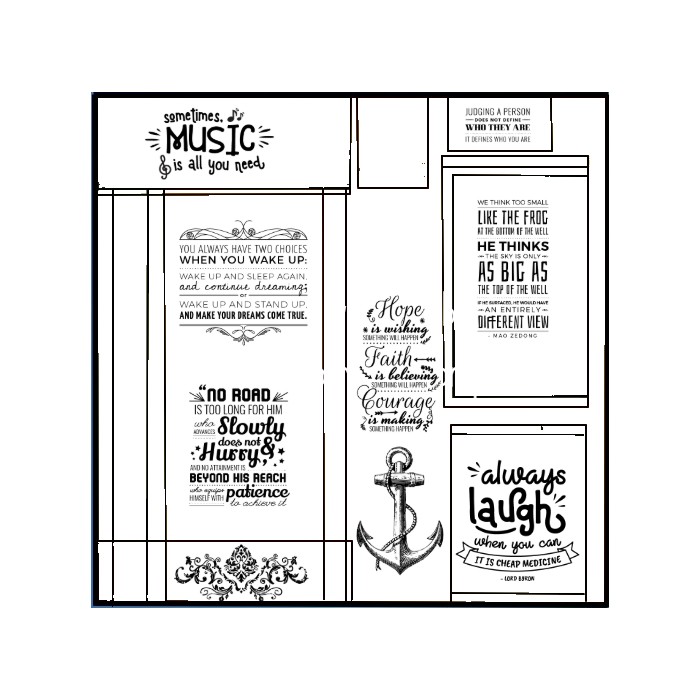 sometimes,
MUSIC
is all you need
JUDGING A PERSON
DOES NOT DEFINE
WHO THEY ARE
IT DEFINES WHO YOU ARE
YOU ALWAYS HAVE TWO CHOICES
WHEN YOU WAKE UP:
WAKE UP AND SLEEP AGAIN,
and continue dreaming;
or
WAKE UP AND STAND UP,
AND MAKE YOUR DREAMS COME TRUE.
WE THINK TOO SMALL
LIKE THE FROG
AT THE BOTTOM OF THE WELL
HE THINKS
THE SKY IS ONLY
AS BIG AS
THE TOP OF THE WELL
IF HE SURFACED, HE WOULD HAVE
AN ENTIRELY
DIFFERENT VIEW
- MAO ZEDONG
Hope
is wishing
SOMETHING WILL HAPPEN
Faith
is believing
SOMETHING WILL HAPPEN
Courage
is making
SOMETHING HAPPEN
“NO ROAD
IS TOO LONG FOR HIM
who
ADVANCES Slowly
does not
Hurry&
AND NO ATTAINMENT IS
BEYOND HIS REACH
who equips
HIMSELF WITH patience
to achieve it
always
laugh
when you can
IT IS CHEAP MEDICINE
- LORD BYRON